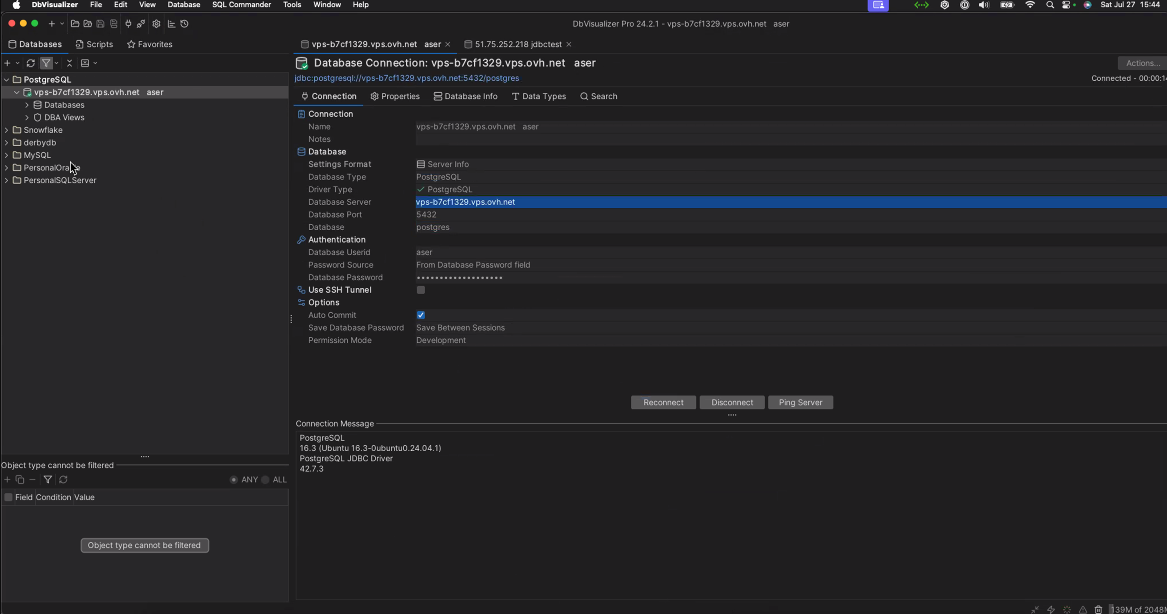 DbVisualizer File Edit View Database SQL Commander Tools Window Help Sat Jul 27 15:44
DbVisualizer Pro 24.2.1 - vps-b7cf1329.vps.ovh.net aser
Databases Scripts Favorites
vps-b7cf1329.vps.ovh.net aser × 51.75.252.218 jdbctest ×
Database Connection: vps-b7cf1329.vps.ovh.net aser Actions...
jdbc:postgresql://vps-b7cf1329.vps.ovh.net:5432/postgres Connected - 00:00:14
PostgreSQL
vps-b7cf1329.vps.ovh.net aser
Databases
DBA Views
Snowflake
derbydb
MySQL
PersonalOra
PersonalSQLServer
Connection Properties Database Info Data Types Search
Connection
Name vps-b7cf1329.vps.ovh.net aser
Notes
Database
Settings Format Server Info
Database Type PostgreSQL
Driver Type PostgreSQL
Database Server vps-b7cf1329.vps.ovh.net
Database Port 5432
Database postgres
Authentication
Database Userid aser
Password Source From Database Password field
Database Password •••••••••••••••••••
Use SSH Tunnel
Options
Auto Commit
Save Database Password Save Between Sessions
Permission Mode Development
Reconnect Disconnect Ping Server
Connection Message
PostgreSQL
16.3 (Ubuntu 16.3-0ubuntu0.24.04.1)
PostgreSQL JDBC Driver
42.7.3
Object type cannot be filtered
ANY ALL
Field Condition Value
Object type cannot be filtered
139M of 2048M